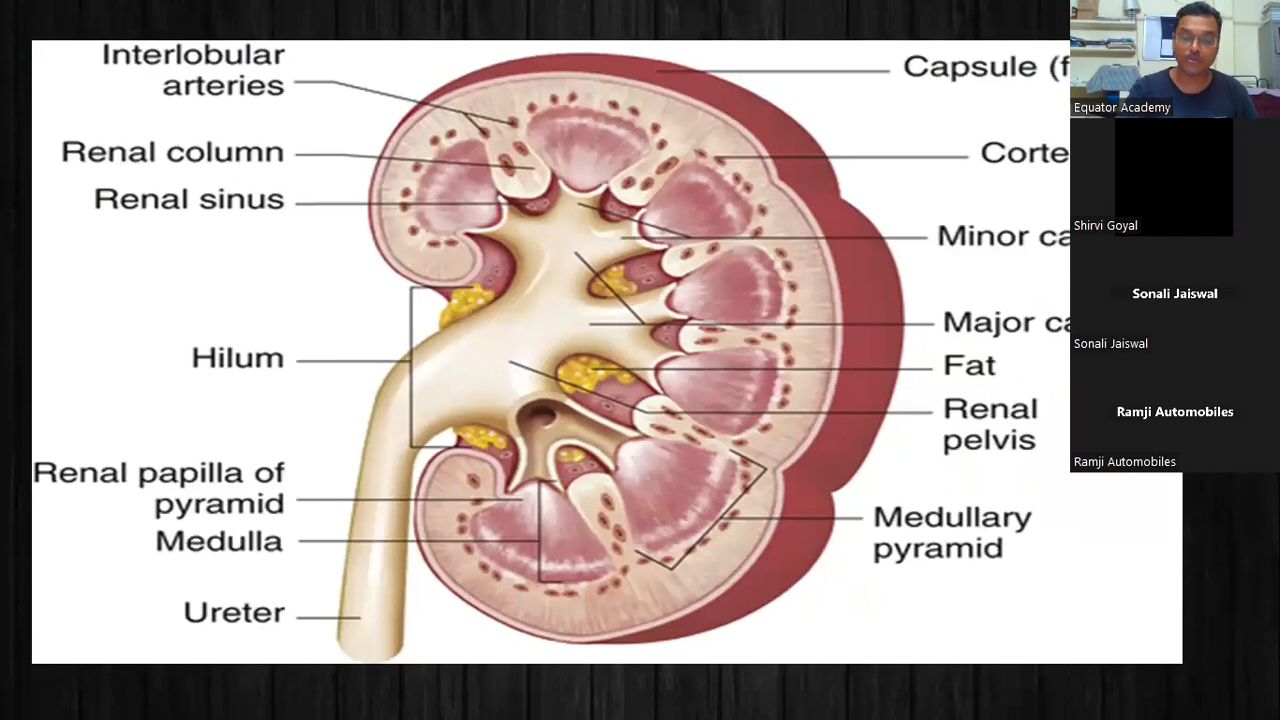 Interlobular
arteries
Renal column
Renal sinus
Hilum
Renal papilla of
pyramid
Medulla
Ureter
Capsule (f
Corte
Minor ca
Major ca
Fat
Renal
pelvis
Medullary
pyramid
Equator Academy
Shirvi Goyal
Sonali Jaiswal
Sonali Jaiswal
Ramji Automobiles
Ramji Automobiles